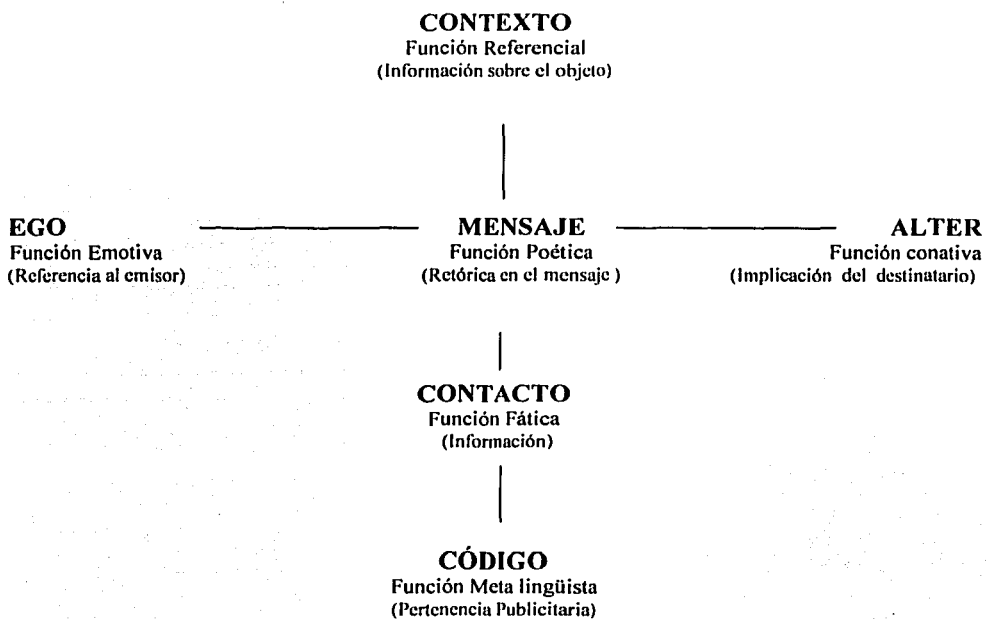 CONTEXTO
Función Referencial
(Información sobre el objeto)
EGO
Función Emotiva
(Referencia al emisor)
MENSAJE
Función Poética
(Retórica en el mensaje )
ALTER
Función conativa
(Implicación del destinatario)
CONTACTO
Función Fática
(Información)
CÓDIGO
Función Meta lingüista
(Pertenencia Publicitaria)